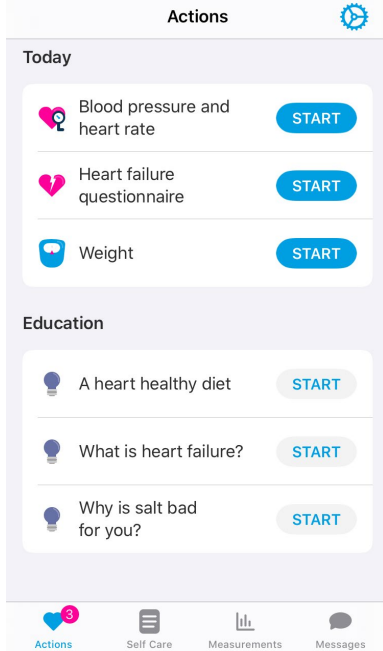 Actions
Today
Blood pressure and
heart rate
START
Heart failure
questionnaire
START
Weight
START
Education
A heart healthy diet
START
What is heart failure?
START
Why is salt bad
for you?
START
3
Actions
Self Care
Measurements
Messages